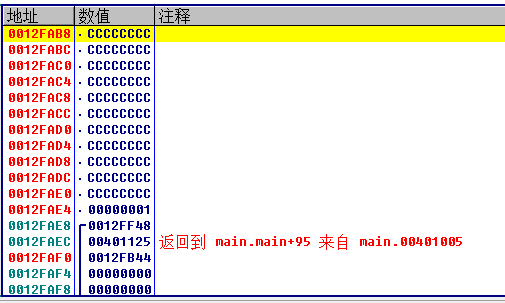 地址 数值 注释
0012FAB8 · CCCCCCCC
0012FABC · CCCCCCCC
0012FAC0 · CCCCCCCC
0012FAC4 · CCCCCCCC
0012FAC8 · CCCCCCCC
0012FACC · CCCCCCCC
0012FAD0 · CCCCCCCC
0012FAD4 · CCCCCCCC
0012FAD8 · CCCCCCCC
0012FADC · CCCCCCCC
0012FAE0 · CCCCCCCC
0012FAE4 · 00000001
0012FAE8 0012FF48
0012FAEC 00401125 返回到 main.main+95 来自 main.00401005
0012FAF0 0012FB44
0012FAF4 00000000
0012FAF8 00000000